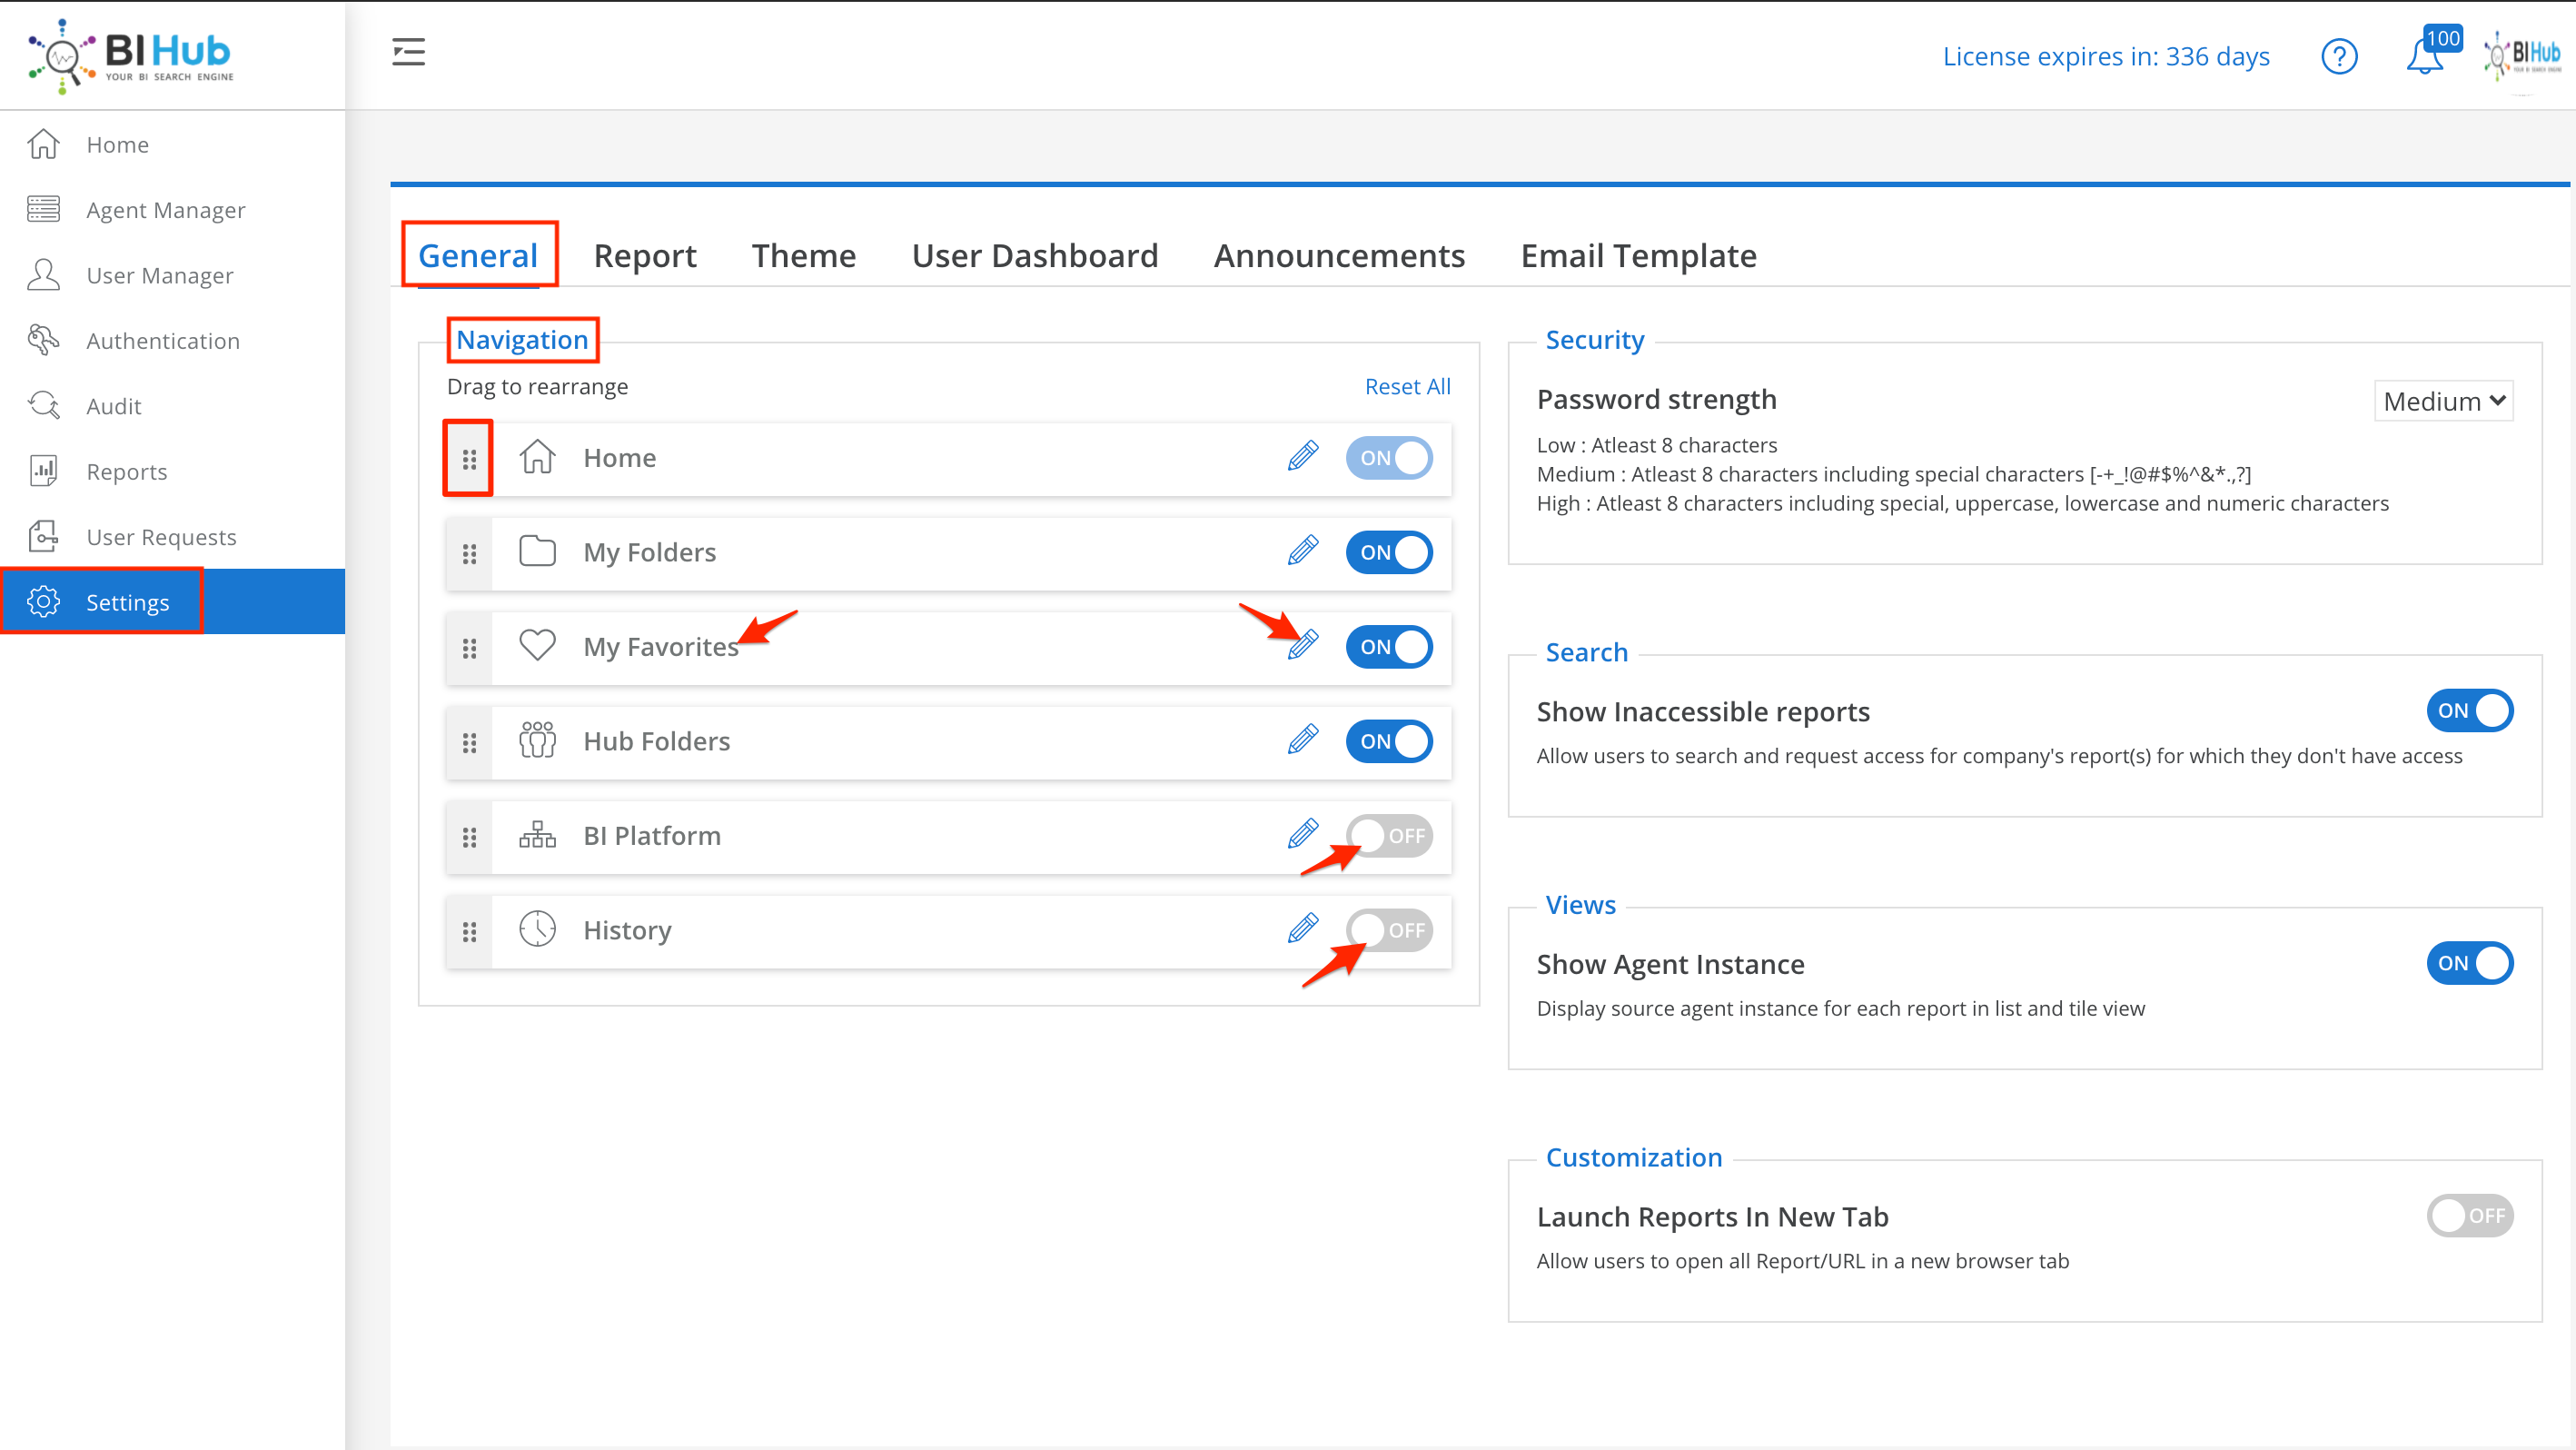 BI Hub
YOUR BI SEARCH ENGINE
License expires in: 336 days
?
100
BI Hub
Home
Agent Manager
User Manager
Authentication
Audit
Reports
User Requests
Settings
General Report Theme User Dashboard Announcements Email Template
Navigation
Drag to rearrange Reset All
Home ON
My Folders ON
My Favorites ON
Hub Folders ON
BI Platform OFF
History OFF
Security
Password strength Medium
Low : Atleast 8 characters
Medium : Atleast 8 characters including special characters [-+_!@#$%^&*.,?]
High : Atleast 8 characters including special, uppercase, lowercase and numeric characters
Search
Show Inaccessible reports ON
Allow users to search and request access for company's report(s) for which they don't have access
Views
Show Agent Instance ON
Display source agent instance for each report in list and tile view
Customization
Launch Reports In New Tab OFF
Allow users to open all Report/URL in a new browser tab